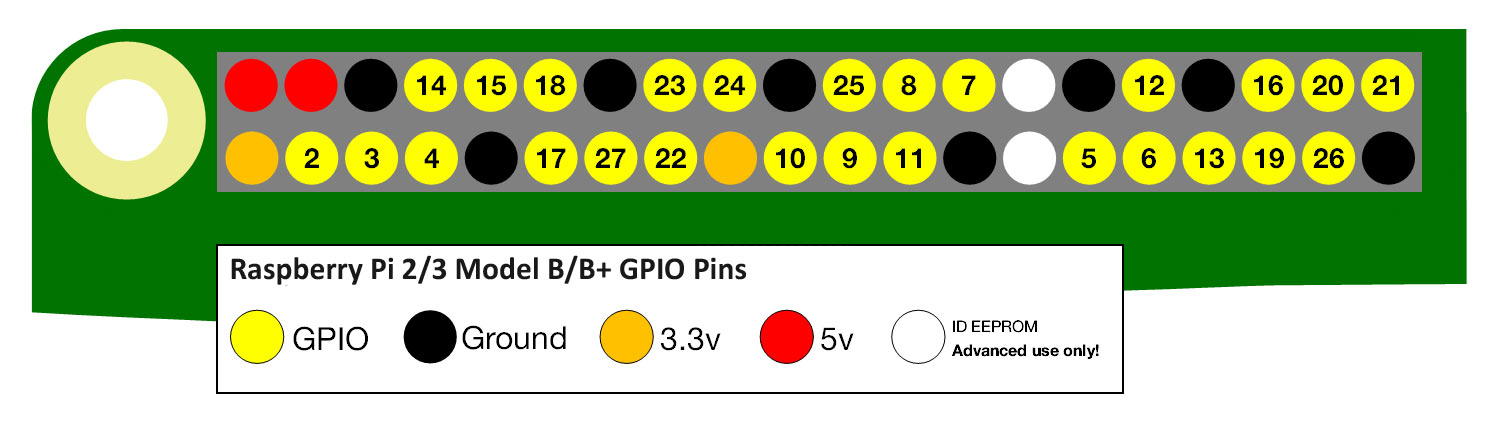 14 15 18 23 24 25 8 7 12 16 20 21
2 3 4 17 27 22 10 9 11 5 6 13 19 26
Raspberry Pi 2/3 Model B/B+ GPIO Pins
GPIO Ground 3.3v 5v ID EEPROM
Advanced use only!